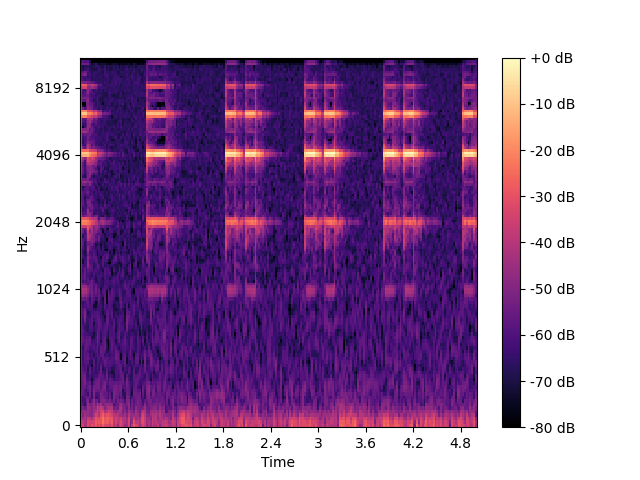 8192
4096
2048
1024
512
0
Hz
0 0.6 1.2 1.8 2.4 3 3.6 4.2 4.8
Time
+0 dB
-10 dB
-20 dB
-30 dB
-40 dB
-50 dB
-60 dB
-70 dB
-80 dB